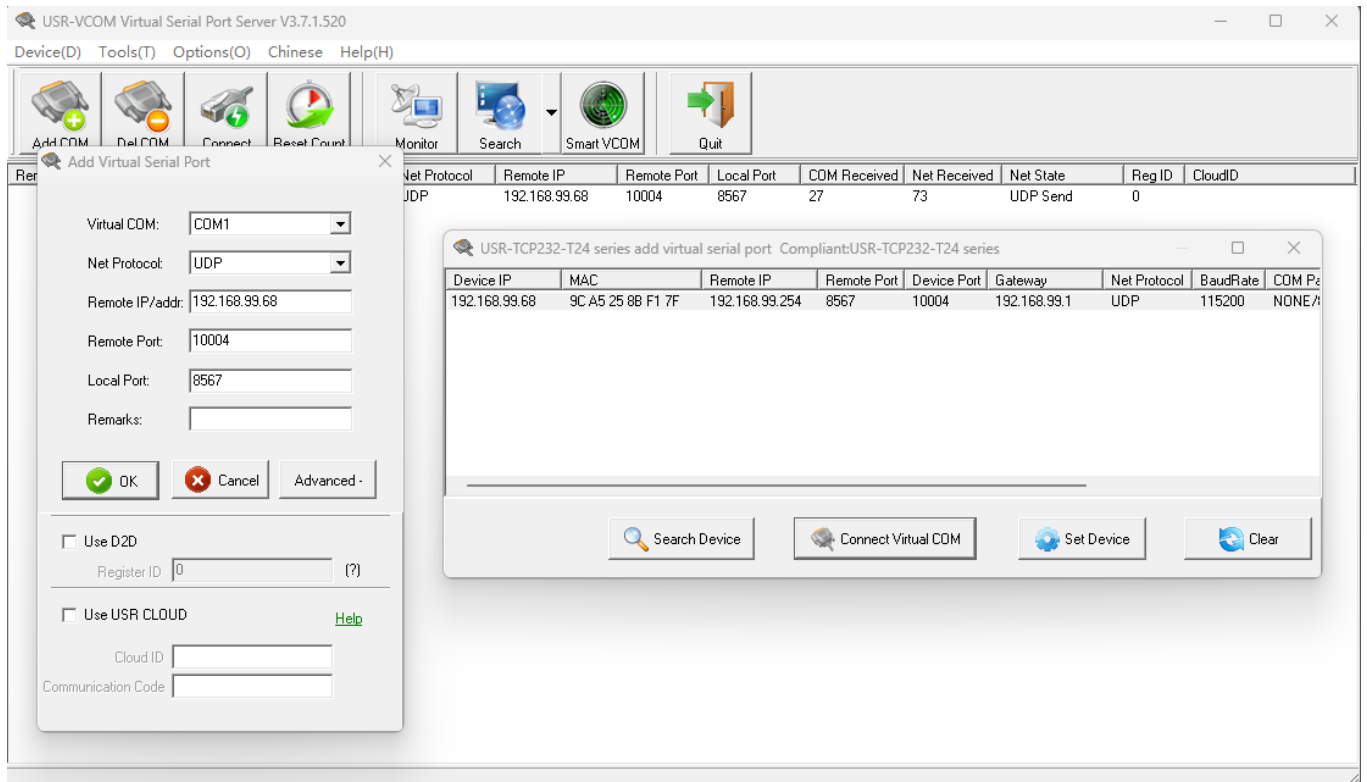 USR-VCOM Virtual Serial Port Server V3.7.1.520
Device(D) Tools(T) Options(O) Chinese Help(H)
Add COM Del COM Connect Reset Count Monitor Search Smart VCOM Quit
Net Protocol Remote IP Remote Port Local Port COM Received Net Received Net State Reg ID CloudID
UDP 192.168.99.68 10004 8567 27 73 UDP Send 0
Add Virtual Serial Port
Virtual COM: COM1
Net Protocol: UDP
Remote IP/addr: 192.168.99.68
Remote Port: 10004
Local Port: 8567
Remarks:
OK Cancel Advanced -
Use D2D
Register ID 0 (?)
Use USR CLOUD Help
Cloud ID
Communication Code
USR-TCP232-T24 series add virtual serial port Compliant:USR-TCP232-T24 series
Device IP MAC Remote IP Remote Port Device Port Gateway Net Protocol BaudRate COM
192.168.99.68 9C A5 25 8B F1 7F 192.168.99.254 8567 10004 192.168.99.1 UDP 115200 NONE/
Search Device Connect Virtual COM Set Device Clear